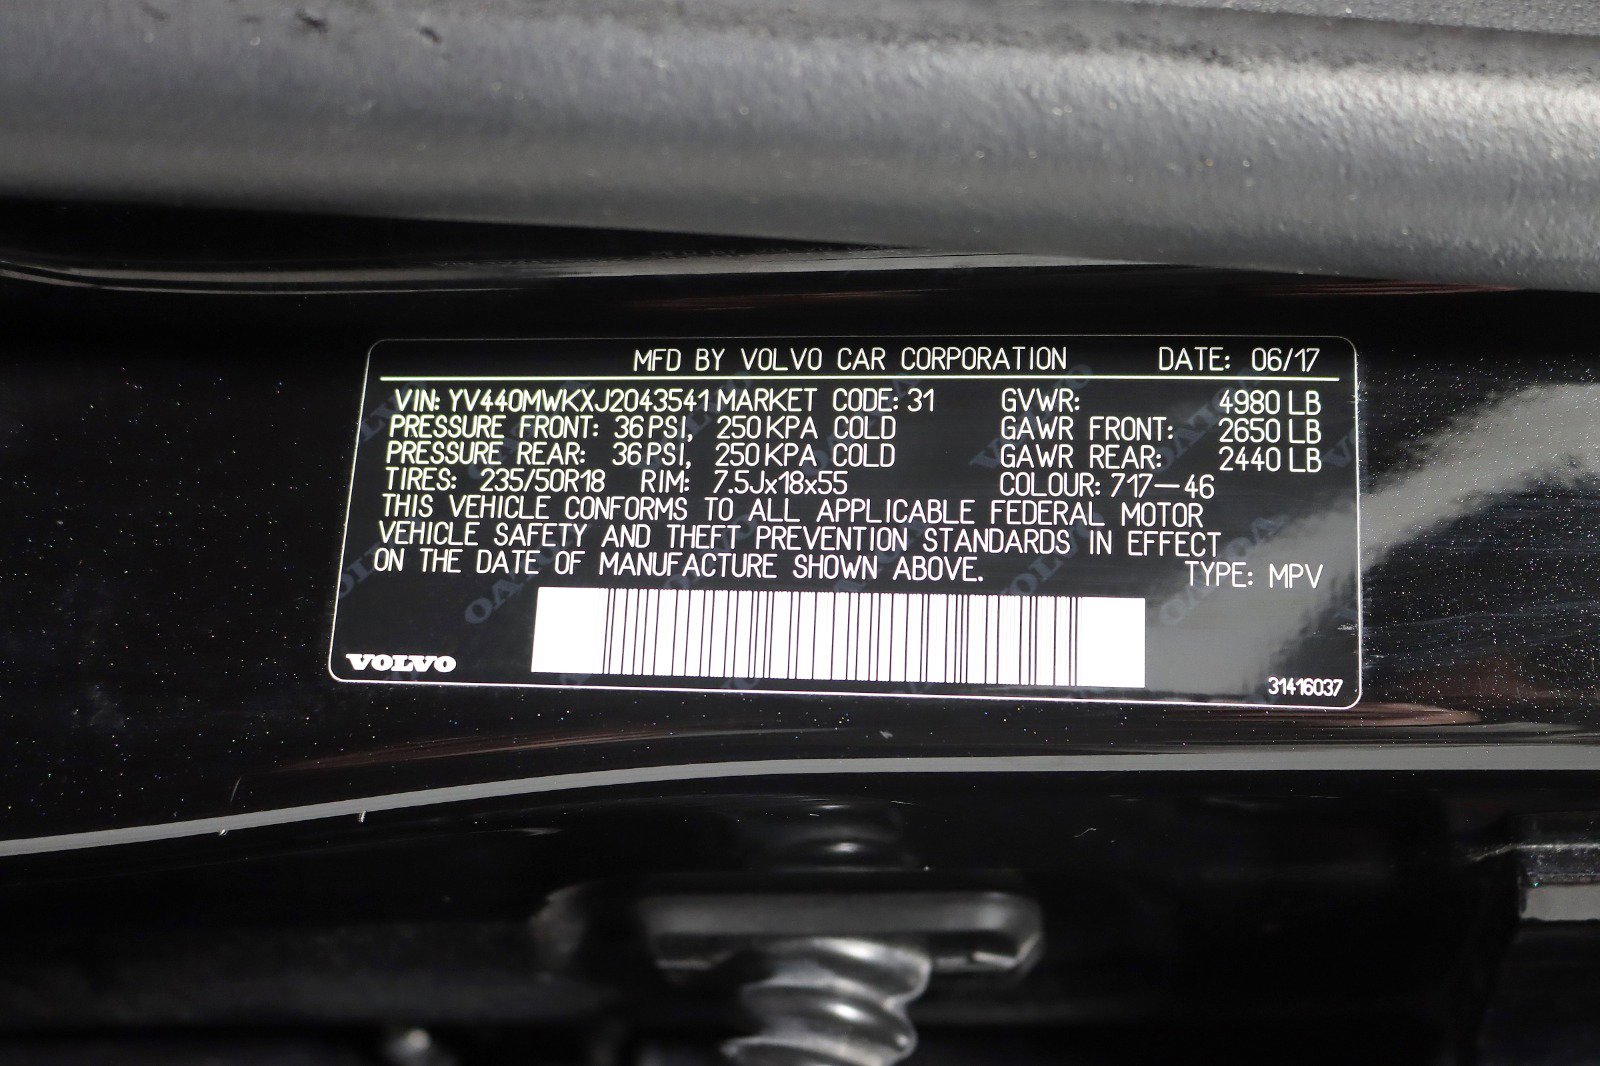 MFD BY VOLVO CAR CORPORATION DATE: 06/17
VIN: YV440MWKXJ2043541 MARKET CODE: 31 GVWR: 4980 LB
PRESSURE FRONT: 36 PSI, 250 KPA COLD GAWR FRONT: 2650 LB
PRESSURE REAR: 36 PSI, 250 KPA COLD GAWR REAR: 2440 LB
TIRES: 235/50R18 RIM: 7.5Jx18x55 COLOUR: 717-46
THIS VEHICLE CONFORMS TO ALL APPLICABLE FEDERAL MOTOR
VEHICLE SAFETY AND THEFT PREVENTION STANDARDS IN EFFECT
ON THE DATE OF MANUFACTURE SHOWN ABOVE. TYPE: MPV
VOLVO 31416037